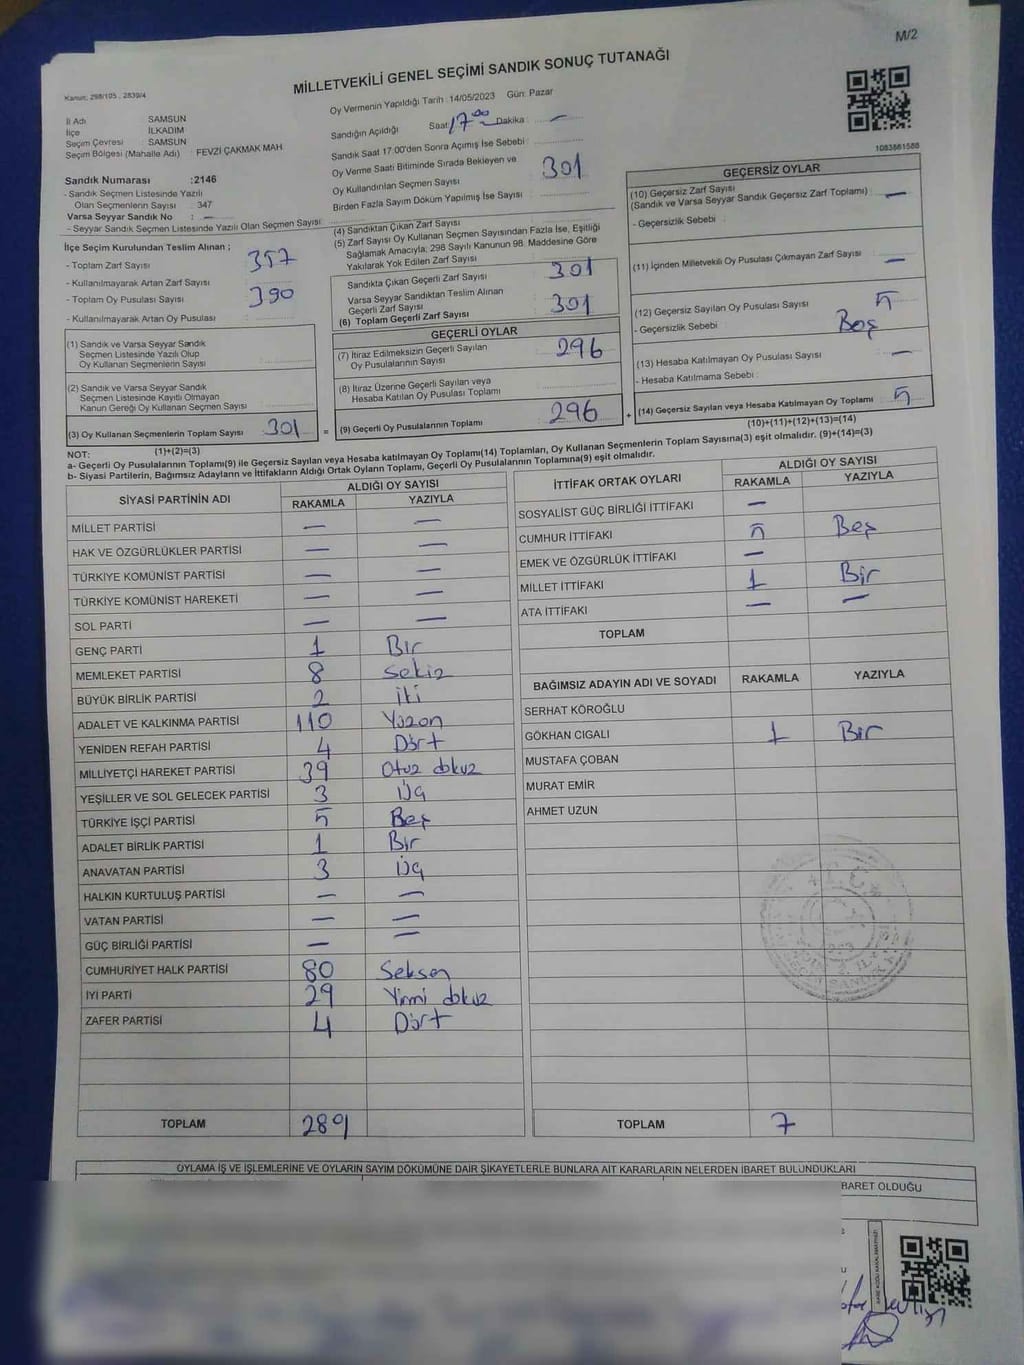 M/2
MİLLETVEKİLİ GENEL SEÇİMİ SANDIK SONUÇ TUTANAĞI
Kanun; 298/105 , 2839/4
Oy Vermenin Yapıldığı Tarih : 14/05/2023 Gün: Pazar
İl Adı SAMSUN
İlçe İLKADIM
Seçim Çevresi : SAMSUN
Seçim Bölgesi (Mahalle Adı) : FEVZİ ÇAKMAK MAH
Sandık Numarası :2146
- Sandık Seçmen Listesinde Yazılı
Olan Seçmenlerin Sayısı : 347
Varsa Seyyar Sandık No : —
- Seyyar Sandık Seçmen Listesinde Yazılı Olan Seçmen Sayısı
Sandığın Açıldığı Saat 17:00 Dakika : —
Sandık Saat 17:00'den Sonra Açımış İse Sebebi :
Oy Verme Saati Bitiminde Sırada Bekleyen ve
Oy Kullandırılan Seçmen Sayısı 301
Birden Fazla Sayım Döküm Yapılmış İse Sayısı :
1083861588
İlçe Seçim Kurulundan Teslim Alınan ;
- Toplam Zarf Sayısı 357
- Kullanılmayarak Artan Zarf Sayısı :
- Toplam Oy Pusulası Sayısı 390
- Kullanılmayarak Artan Oy Pusulası :
(4) Sandıktan Çıkan Zarf Sayısı
(5) Zarf Sayısı Oy Kullanan Seçmen Sayısından Fazla İse, Eşitliği
Sağlamak Amacıyla; 298 Sayılı Kanunun 98. Maddesine Göre
Yakılarak Yok Edilen Zarf Sayısı
Sandıkta Çıkan Geçerli Zarf Sayısı 301
Varsa Seyyar Sandıktan Teslim Alınan
Geçerli Zarf Sayısı
(6) Toplam Geçerli Zarf Sayısı 301
GEÇERSİZ OYLAR
(10) Geçersiz Zarf Sayısı
(Sandık ve Varsa Seyyar Sandık Geçersiz Zarf Toplamı) : —
- Geçersizlik Sebebi
(11) İçinden Milletvekili Oy Pusulası Çıkmayan Zarf Sayısı —
(12) Geçersiz Sayılan Oy Pusulası Sayısı 5
- Geçersizlik Sebebi : Beş
(13) Hesaba Katılmayan Oy Pusulası Sayısı —
- Hesaba Katılmama Sebebi
(14) Geçersiz Sayılan veya Hesaba Katılmayan Oy Toplamı 5
(10)+(11)+(12)+(13)=(14)
(1) Sandık ve Varsa Seyyar Sandık
Seçmen Listesinde Yazılı Olup
Oy Kullanan Seçmenlerin Sayısı
(2) Sandık ve Varsa Seyyar Sandık
Seçmen Listesinde Kayıtlı Olmayan
Kanun Gereği Oy Kullanan Seçmen Sayısı
(3) Oy Kullanan Seçmenlerin Toplam Sayısı 301 =
(1)+(2)=(3)
GEÇERLİ OYLAR
(7) İtiraz Edilmeksizin Geçerli Sayılan
Oy Pusulalarının Sayısı 296
(8) İtiraz Üzerine Geçerli Sayılan veya
Hesaba Katılan Oy Pusulası Toplamı
(9) Geçerli Oy Pusulalarının Toplamı 296 +
NOT:
a- Geçerli Oy Pusulalarının Toplamı(9) ile Geçersiz Sayılan veya Hesaba katılmayan Oy Toplamı(14) Toplamları, Oy Kullanan Seçmenlerin Toplam Sayısına(3) eşit olmalıdır. (9)+(14)=(3)
b- Siyasi Partilerin, Bağımsız Adayların ve İttifakların Aldığı Ortak Oyların Toplamı, Geçerli Oy Pusulalarının Toplamına(9) eşit olmalıdır.
SİYASİ PARTİNİN ADI ALDIĞI OY SAYISI
RAKAMLA YAZIYLA
MİLLET PARTİSİ — —
HAK VE ÖZGÜRLÜKLER PARTİSİ — —
TÜRKİYE KOMÜNİST PARTİSİ — —
TÜRKİYE KOMÜNİST HAREKETİ — —
SOL PARTİ — —
GENÇ PARTİ 1 Bir
MEMLEKET PARTİSİ 8 sekiz
BÜYÜK BİRLİK PARTİSİ 2 iki
ADALET VE KALKINMA PARTİSİ 110 Yüzon
YENİDEN REFAH PARTİSİ 4 Dört
MİLLİYETÇİ HAREKET PARTİSİ 39 Otuz dokuz
YEŞİLLER VE SOL GELECEK PARTİSİ 3 Üç
TÜRKİYE İŞÇİ PARTİSİ 5 Beş
ADALET BİRLİK PARTİSİ 1 Bir
ANAVATAN PARTİSİ 3 Üç
HALKIN KURTULUŞ PARTİSİ — —
VATAN PARTİSİ — —
GÜÇ BİRLİĞİ PARTİSİ — —
CUMHURİYET HALK PARTİSİ 80 Seksen
İYİ PARTİ 29 Yirmi dokuz
ZAFER PARTİSİ 4 Dört
TOPLAM 289
İTTİFAK ORTAK OYLARI ALDIĞI OY SAYISI
RAKAMLA YAZIYLA
SOSYALİST GÜÇ BİRLİĞİ İTTİFAKI —
CUMHUR İTTİFAKI 5 Beş
EMEK VE ÖZGÜRLÜK İTTİFAKI —
MİLLET İTTİFAKI 1 Bir
ATA İTTİFAKI — —
TOPLAM
BAĞIMSIZ ADAYIN ADI VE SOYADI RAKAMLA YAZIYLA
SERHAT KÖROĞLU
GÖKHAN CIGALI 1 Bir
MUSTAFA ÇOBAN
MURAT EMİR
AHMET UZUN
TOPLAM 7
OYLAMA İŞ VE İŞLEMLERİNE VE OYLARIN SAYIM DÖKÜMÜNE DAİR ŞİKAYETLERLE BUNLARA AİT KARARLARIN NELERDEN İBARET BULUNDUKLARI
BARET OLDUĞU